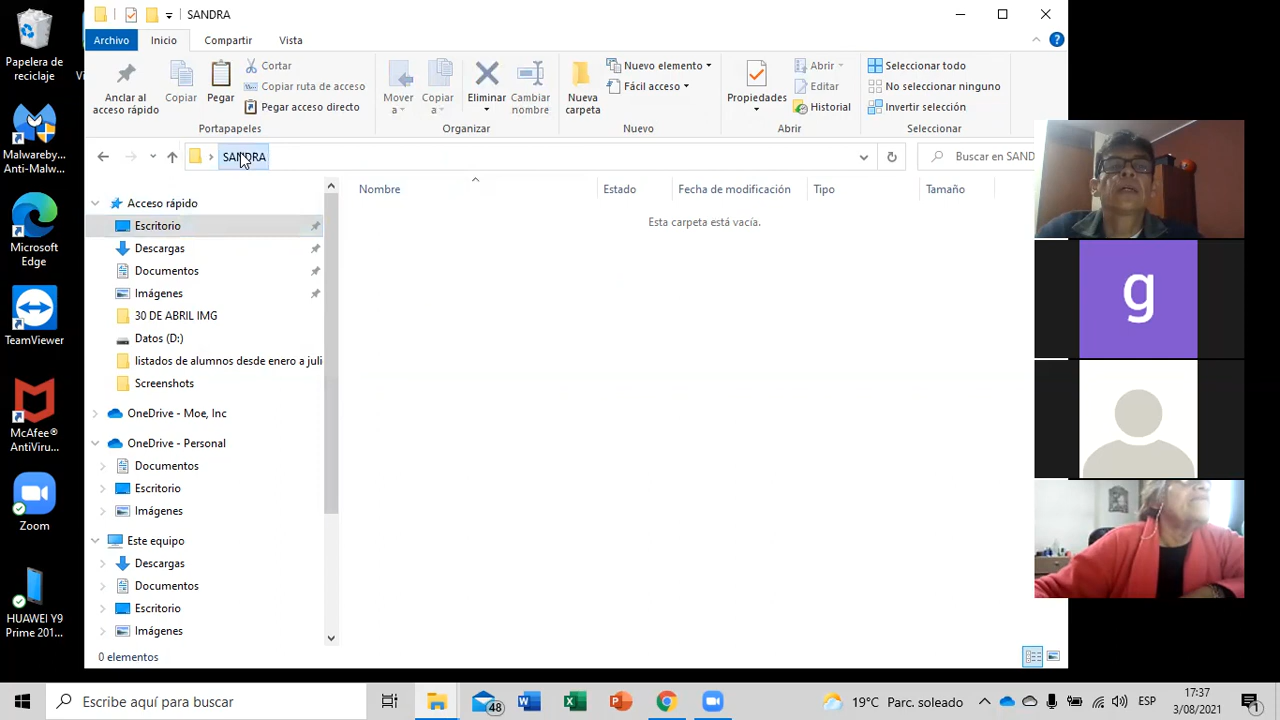 Papelera de
reciclaje
Malwareby...
Anti-Malw...
Microsoft
Edge
TeamViewer
McAfee®
AntiViru...
Zoom
HUAWEI Y9
Prime 201...
SANDRA
Archivo Inicio Compartir Vista
Anclar al
acceso rápido
Copiar
Pegar
Cortar
Copiar ruta de acceso
Pegar acceso directo
Portapapeles
Mover
a
Copiar
a
Eliminar
Cambiar
nombre
Organizar
Nueva
carpeta
Nuevo elemento
Fácil acceso
Nuevo
Propiedades
Abrir
Editar
Historial
Abrir
Seleccionar todo
No seleccionar ninguno
Invertir selección
Seleccionar
SANDRA
Buscar en SAND
Nombre Estado Fecha de modificación Tipo Tamaño
Esta carpeta está vacía.
Acceso rápido
Escritorio
Descargas
Documentos
Imágenes
30 DE ABRIL IMG
Datos (D:)
listados de alumnos desde enero a juli
Screenshots
OneDrive - Moe, Inc
OneDrive - Personal
Documentos
Escritorio
Imágenes
Este equipo
Descargas
Documentos
Escritorio
Imágenes
0 elementos
g
Escribe aquí para buscar
48
19°C Parc. soleado
ESP
17:37
3/08/2021
1